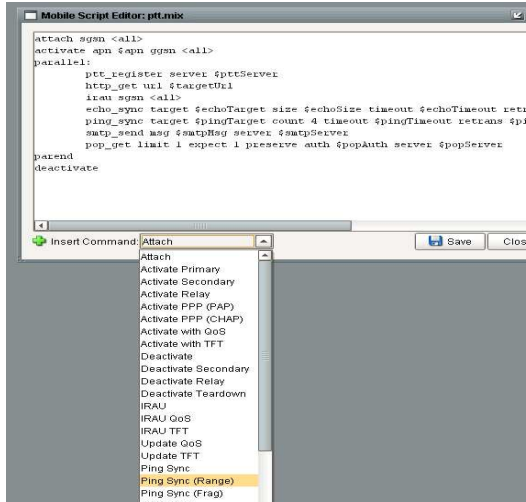 Mobile Script Editor: ptt.mix
attach sgsn <all>
activate apn $apn ggsn <all>
parallel:
ptt_register server $pttServer
http_get url $targetUrl
irau sgsn <all>
echo_sync target $echoTarget size $echoSize timeout $echoTimeout retr
ping_sync target $pingTarget count 4 timeout $pingTimeout retrans $pi
smtp_send msg $smtpMsg server $smtpServer
pop_get limit 1 expect 1 preserve auth $popAuth server $popServer
parend
deactivate
Insert Command: Attach Save Clos
Attach
Activate Primary
Activate Secondary
Activate Relay
Activate PPP (PAP)
Activate PPP (CHAP)
Activate with QoS
Activate with TFT
Deactivate
Deactivate Secondary
Deactivate Relay
Deactivate Teardown
IRAU
IRAU QoS
IRAU TFT
Update QoS
Update TFT
Ping Sync
Ping Sync (Range)
Ping Sync (Frag)